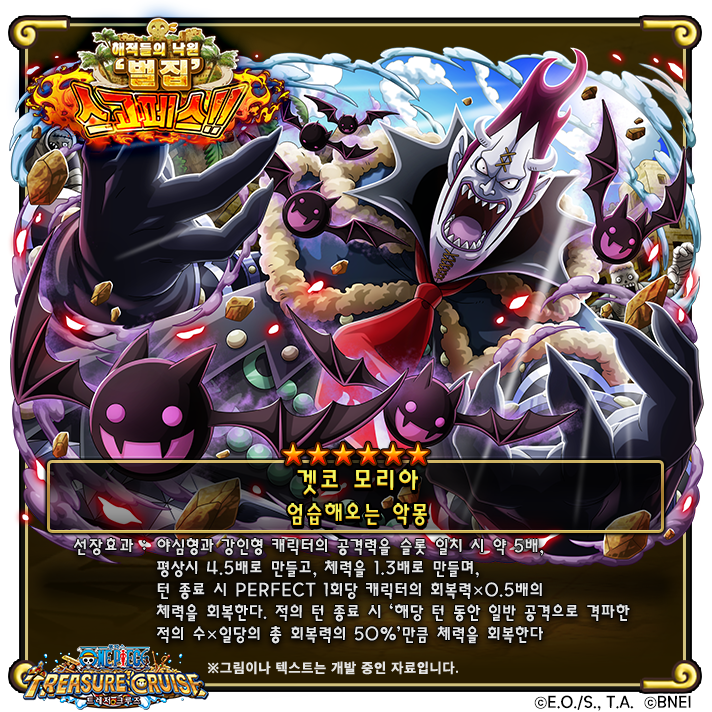 해적들의 낙원
'벌집'
스고페스!!
★★★★★★
겟코 모리아
엄습해오는 악몽
선장효과 : 야심형과 강인형 캐릭터의 공격력을 슬롯 일치 시 약 5배,
평상시 4.5배로 만들고, 체력을 1.3배로 만들며,
턴 종료 시 PERFECT 1회당 캐릭터의 회복력×0.5배의
체력을 회복한다. 적의 턴 종료 시 '해당 턴 동안 일반 공격으로 격파한
적의 수×일당의 총 회복력의 50%'만큼 체력을 회복한다
※그림이나 텍스트는 개발 중인 자료입니다.
ONE PIECE
TREASURE CRUISE
트레저 크루즈
©E.O./S., T.A. ©BNEI